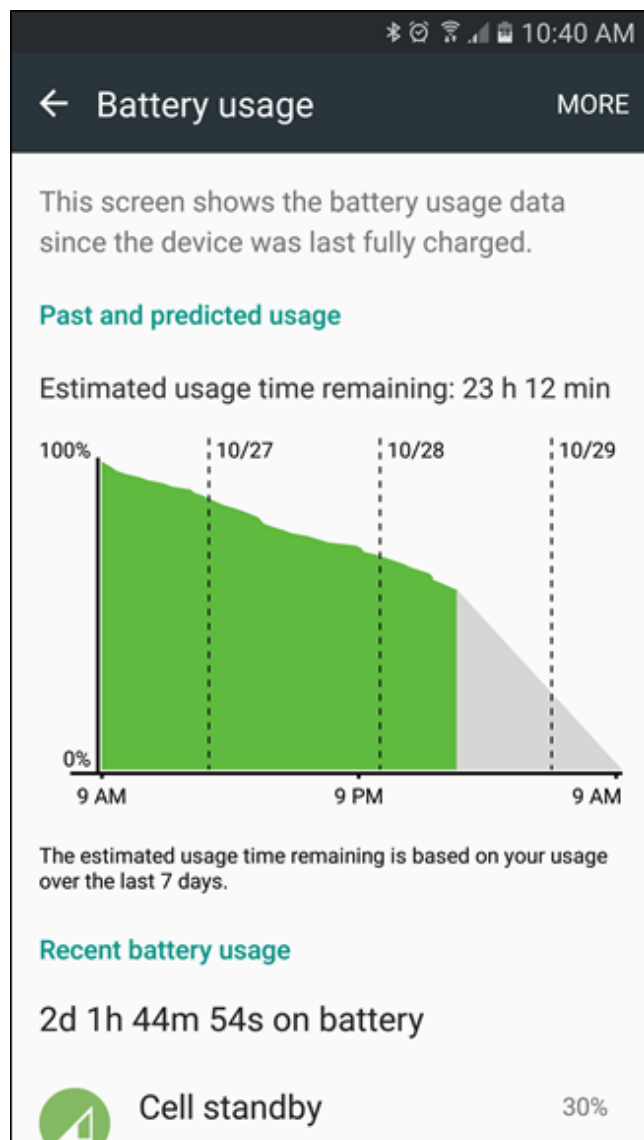 10:40 AM
Battery usage MORE
This screen shows the battery usage data
since the device was last fully charged.
Past and predicted usage
Estimated usage time remaining: 23 h 12 min
100% 10/27 10/28 10/29
0%
9 AM 9 PM 9 AM
The estimated usage time remaining is based on your usage
over the last 7 days.
Recent battery usage
2d 1h 44m 54s on battery
Cell standby 30%